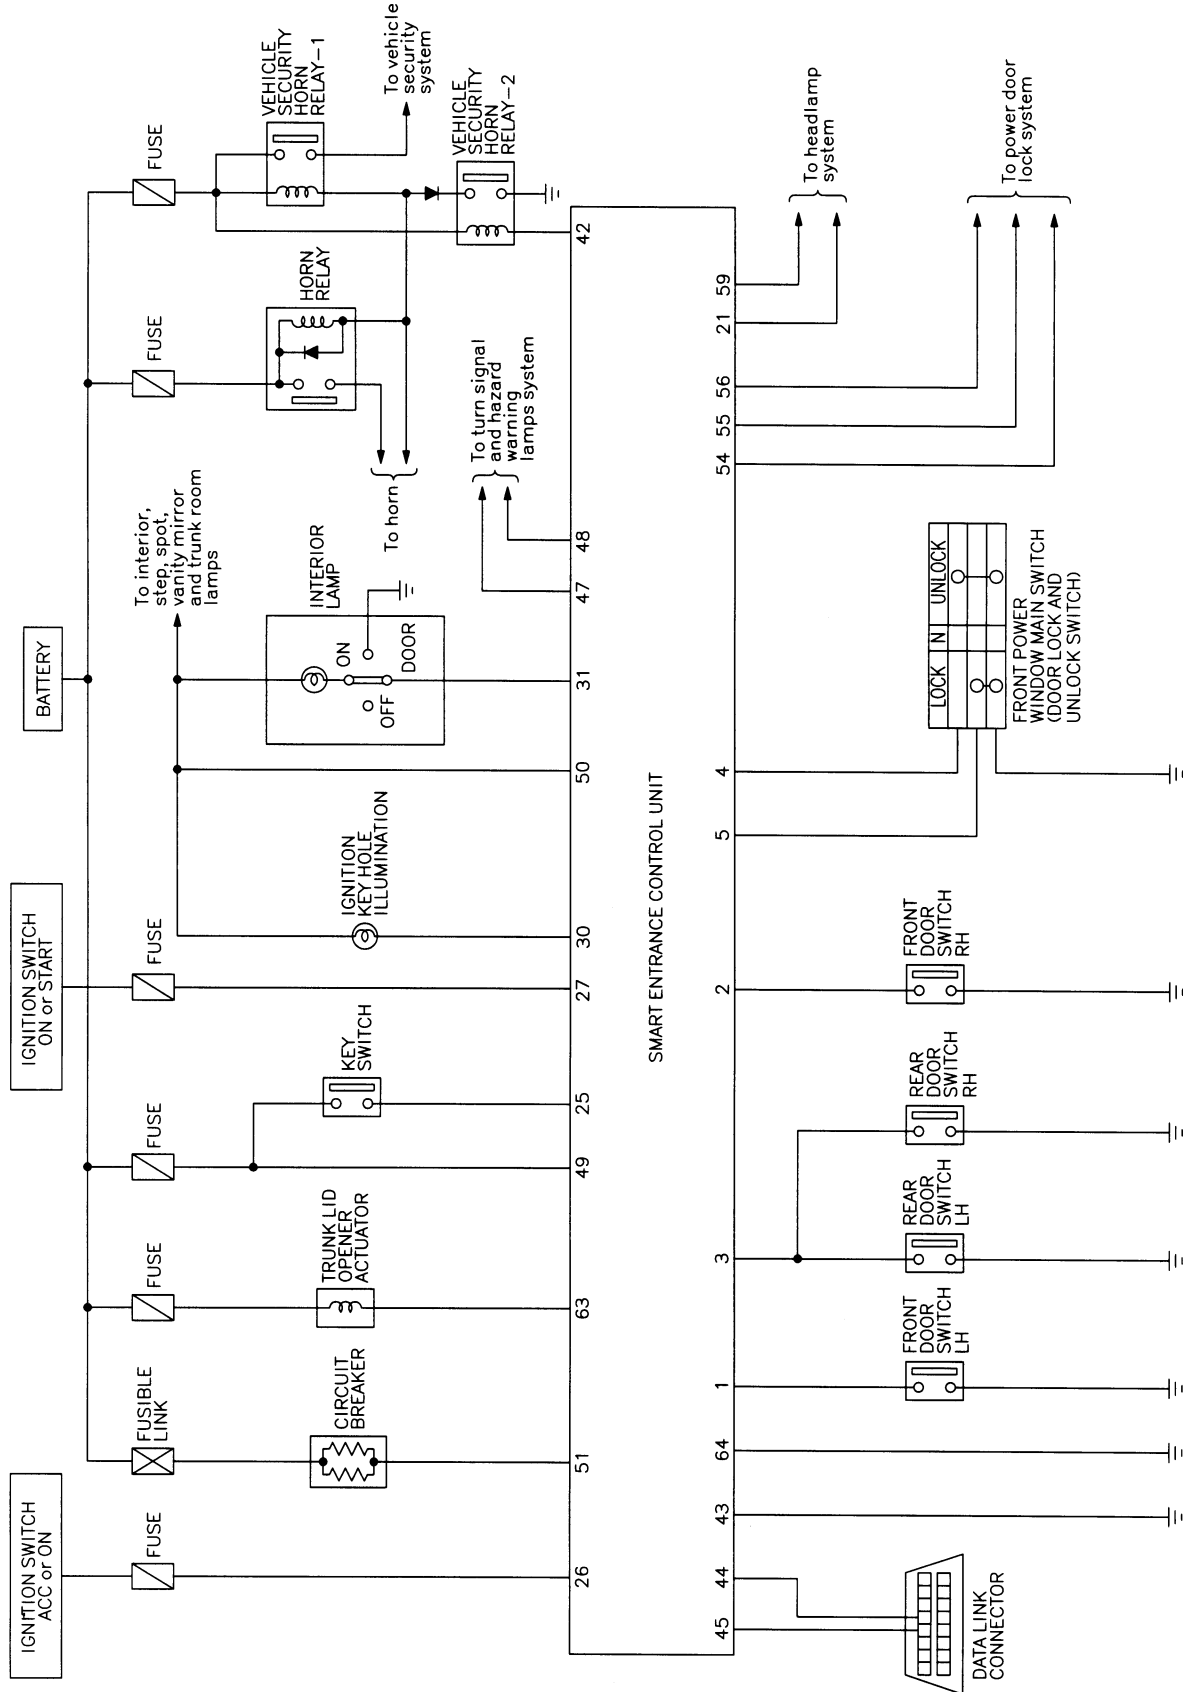 IGNITION SWITCH
ACC or ON
IGNITION SWITCH
ON or START
BATTERY
FUSE
FUSIBLE
LINK
FUSE
FUSE
FUSE
FUSE
FUSE
To interior,
step, spot,
vanity mirror
and trunk room
lamps
VEHICLE
SECURITY
HORN
RELAY-1
To vehicle
security
system
CIRCUIT
BREAKER
TRUNK LID
OPENER
ACTUATOR
KEY
SWITCH
IGNITION
KEY HOLE
ILLUMINATION
INTERIOR
LAMP
ON
OFF
DOOR
HORN
RELAY
To horn
VEHICLE
SECURITY
HORN
RELAY-2
To turn signal
and hazard
warning
lamps system
26
51
63
49
25
27
30
50
31
47
48
42
SMART ENTRANCE CONTROL UNIT
45
44
43
64
1
3
2
5
4
54
55
56
21
59
To headlamp
system
To power door
lock system
DATA LINK
CONNECTOR
FRONT
DOOR
SWITCH
LH
REAR
DOOR
SWITCH
LH
REAR
DOOR
SWITCH
RH
FRONT
DOOR
SWITCH
RH
LOCK N UNLOCK
FRONT POWER
WINDOW MAIN SWITCH
(DOOR LOCK AND
UNLOCK SWITCH)